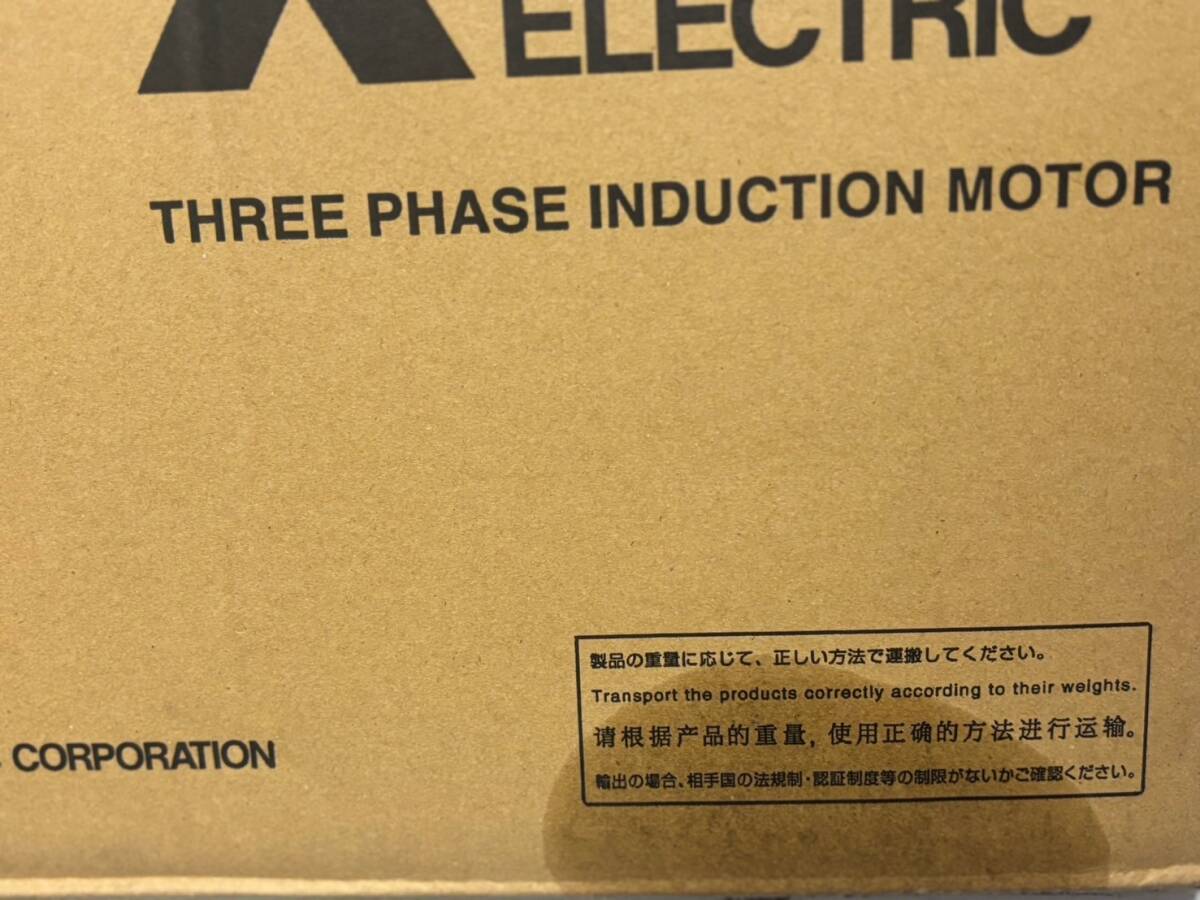 ELECTRIC
THREE PHASE INDUCTION MOTOR
製品の重量に応じて、正しい方法で運搬してください。
Transport the products correctly according to their weights.
请根据产品的重量，使用正确的方法进行运输。
輸出の場合、相手国の法規制・認証制度等の制限がないかご確認ください。
CORPORATION